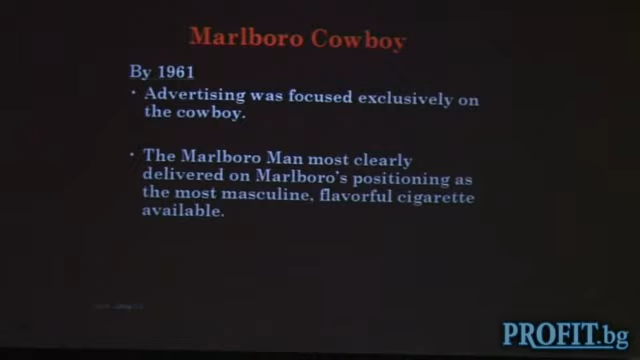 Marlboro Cowboy
By 1961
• Advertising was focused exclusively on
the cowboy.
• The Marlboro Man most clearly
delivered on Marlboro's positioning as
the most masculine, flavorful cigarette
available.
PROFIT.bg